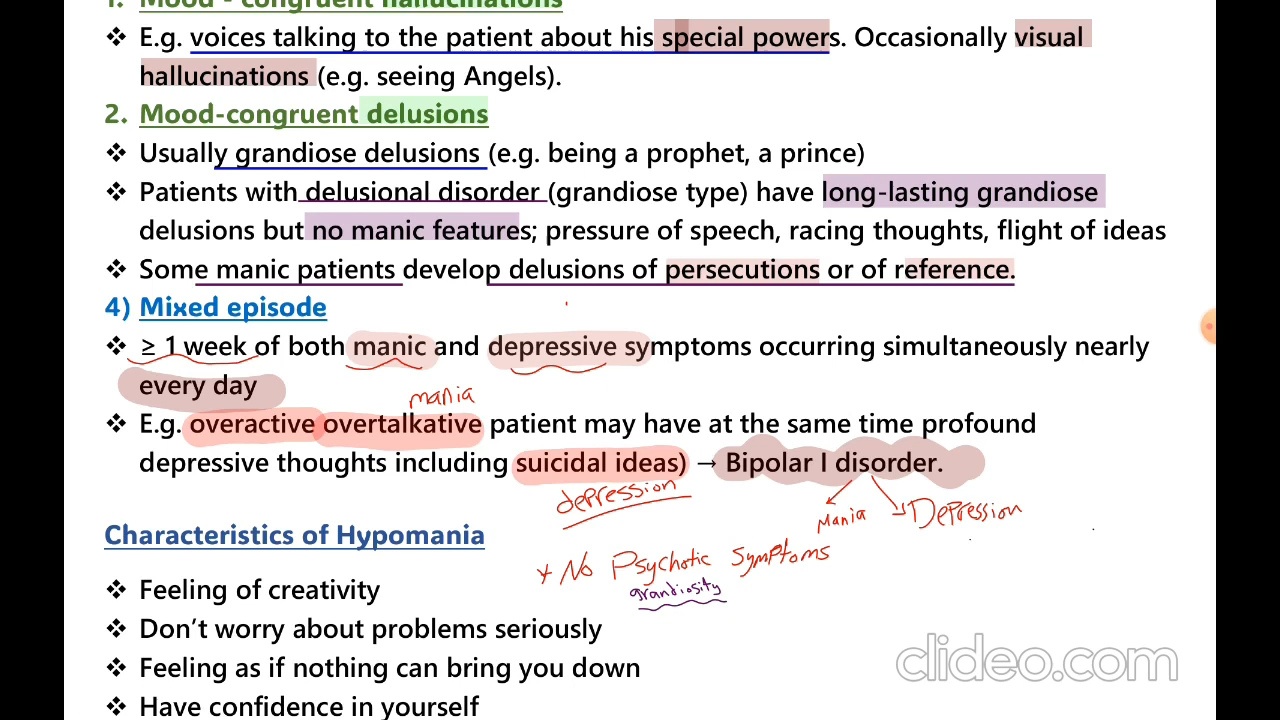 1. Mood - congruent hallucinations
❖ E.g. voices talking to the patient about his special powers. Occasionally visual
hallucinations (e.g. seeing Angels).
2. Mood-congruent delusions
❖ Usually grandiose delusions (e.g. being a prophet, a prince)
❖ Patients with delusional disorder (grandiose type) have long-lasting grandiose
delusions but no manic features; pressure of speech, racing thoughts, flight of ideas
❖ Some manic patients develop delusions of persecutions or of reference.
4) Mixed episode
❖ ≥ 1 week of both manic and depressive symptoms occurring simultaneously nearly
every day
mania
❖ E.g. overactive overtalkative patient may have at the same time profound
depressive thoughts including suicidal ideas) → Bipolar I disorder.
depression
Mania Depression
Characteristics of Hypomania
* No Psychotic Symptoms
grandiosity
❖ Feeling of creativity
❖ Don't worry about problems seriously
❖ Feeling as if nothing can bring you down
❖ Have confidence in yourself
clideo.com